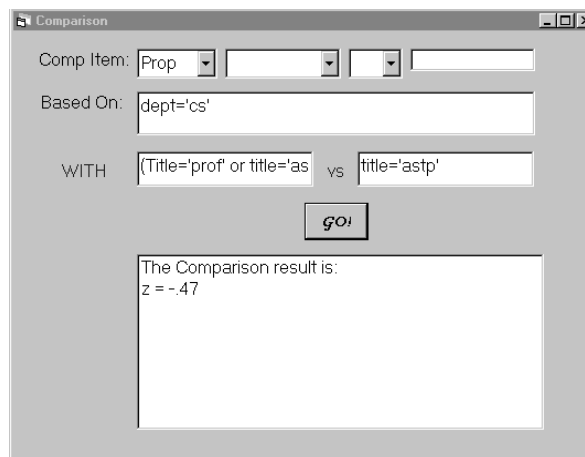 Comparison
Comp Item: Prop
Based On: dept='cs'
WITH (Title='prof' or title='as vs title='astp'
GO!
The Comparison result is:
z = -.47